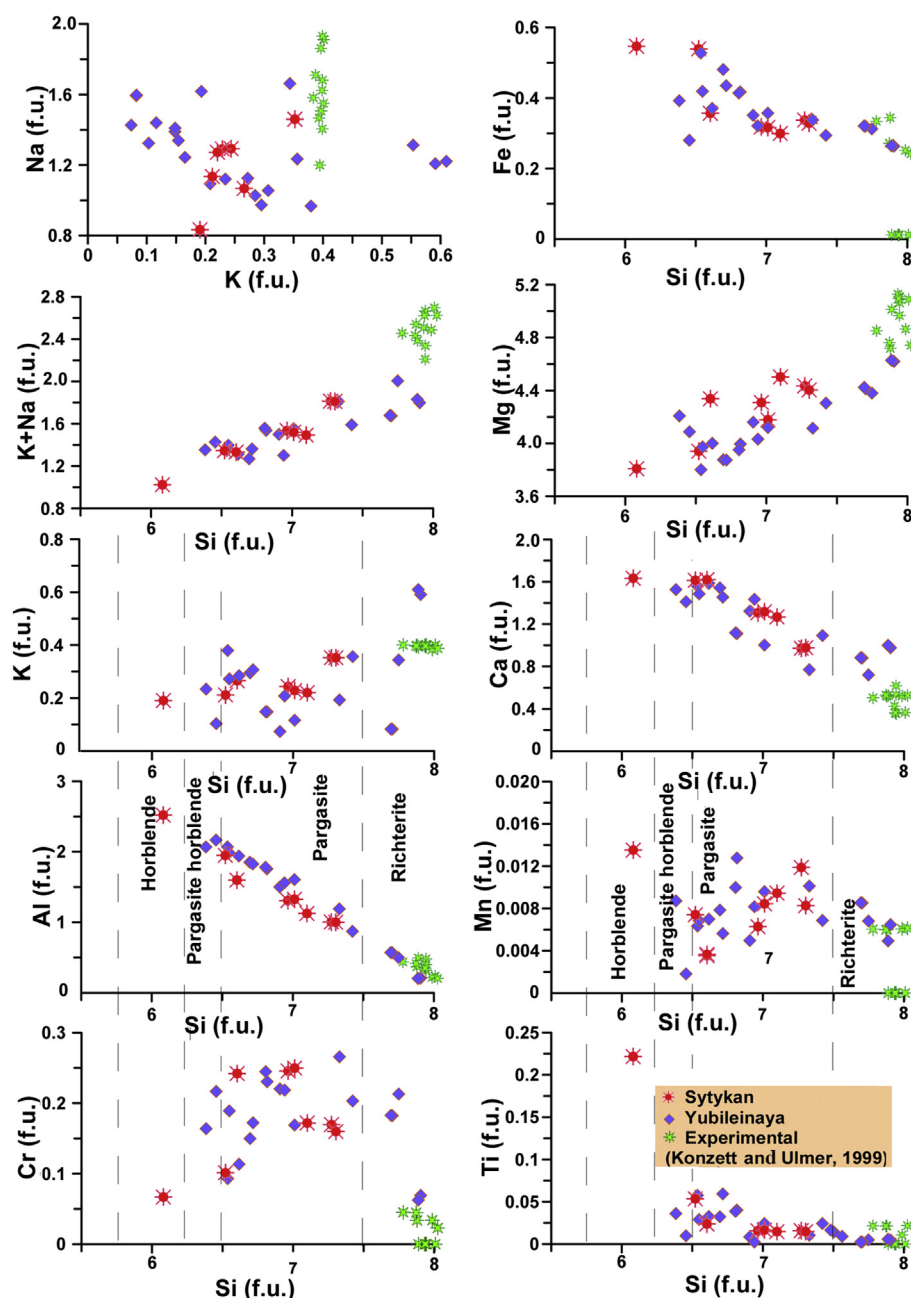 2.0
1.6
1.2
0.8
Na (f.u.)
0 0.1 0.2 0.3 0.4 0.5 0.6
K (f.u.)
0.6
0.4
0.2
0
Fe (f.u.)
6 7 8
Si (f.u.)
2.8
2.4
2.0
1.6
1.2
0.8
K+Na (f.u.)
6 7 8
Si (f.u.)
5.2
4.8
4.4
4.0
3.6
Mg (f.u.)
6 7 8
Si (f.u.)
0.8
0.6
0.4
0.2
0
K (f.u.)
6 7 8
Si (f.u.)
2.0
1.6
1.2
0.8
0.4
0
Ca (f.u.)
6 7 8
Si (f.u.)
3
2
1
0
Al (f.u.)
Horblende
Pargasite horblende
Pargasite
Richterite
6 7 8
Si (f.u.)
0.020
0.016
0.012
0.008
0.004
0
Mn (f.u.)
Horblende
Pargasite horblende
Pargasite
Richterite
7
6 8
Si (f.u.)
0.3
0.2
0.1
0
Cr (f.u.)
6 7 8
Si (f.u.)
0.25
0.20
0.15
0.10
0.05
0
Ti (f.u.)
Sytykan
Yubileinaya
Experimental
(Konzett and Ulmer, 1999)
6 7 8
Si (f.u.)